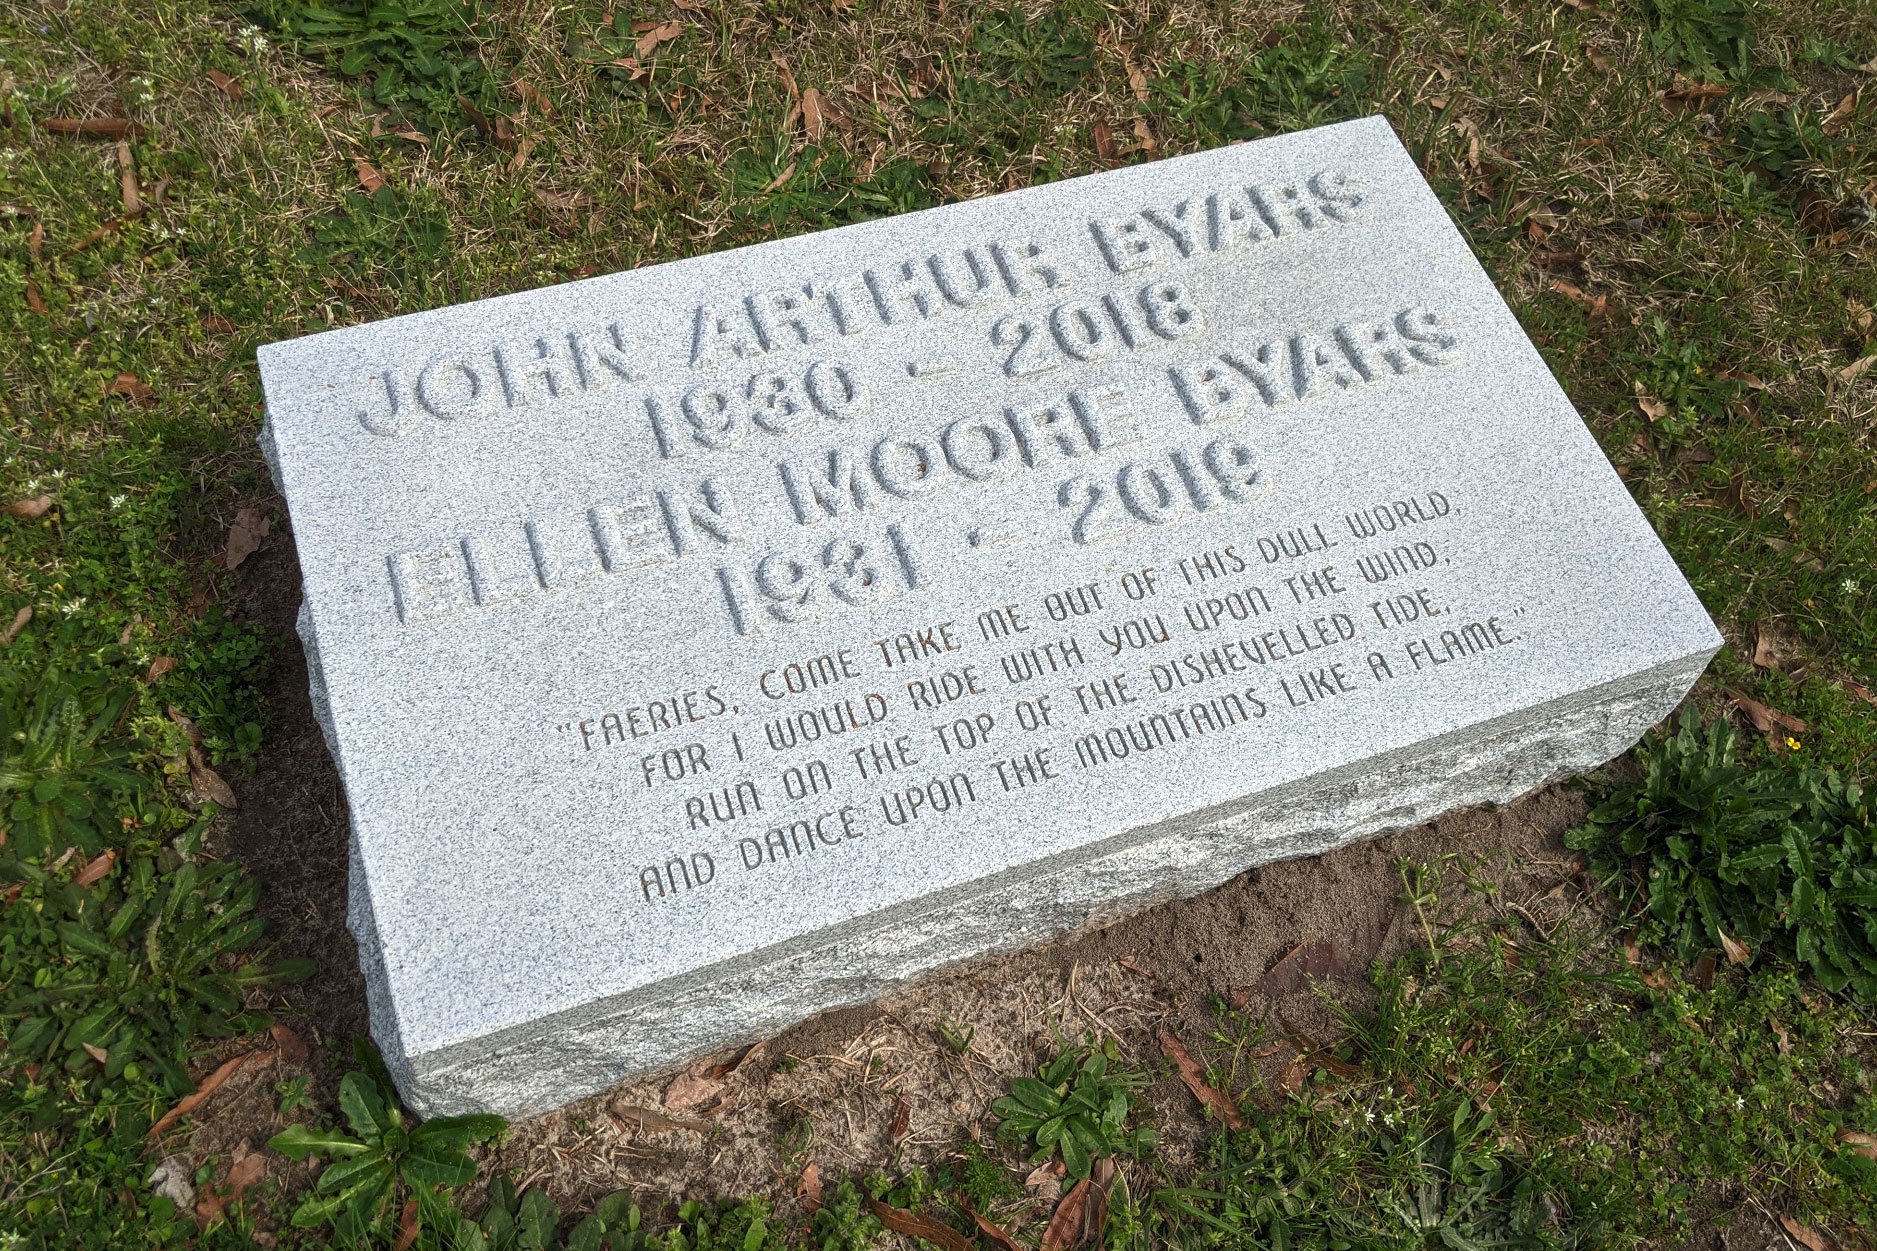 JOHN ARTHUR BYARS
1930 - 2018
ELLEN MOORE BYARS
1931 - 2019
"FAERIES, COME TAKE ME OUT OF THIS DULL WORLD,
FOR I WOULD RIDE WITH YOU UPON THE WIND,
RUN ON THE TOP OF THE DISHEVELLED TIDE,
AND DANCE UPON THE MOUNTAINS LIKE A FLAME."